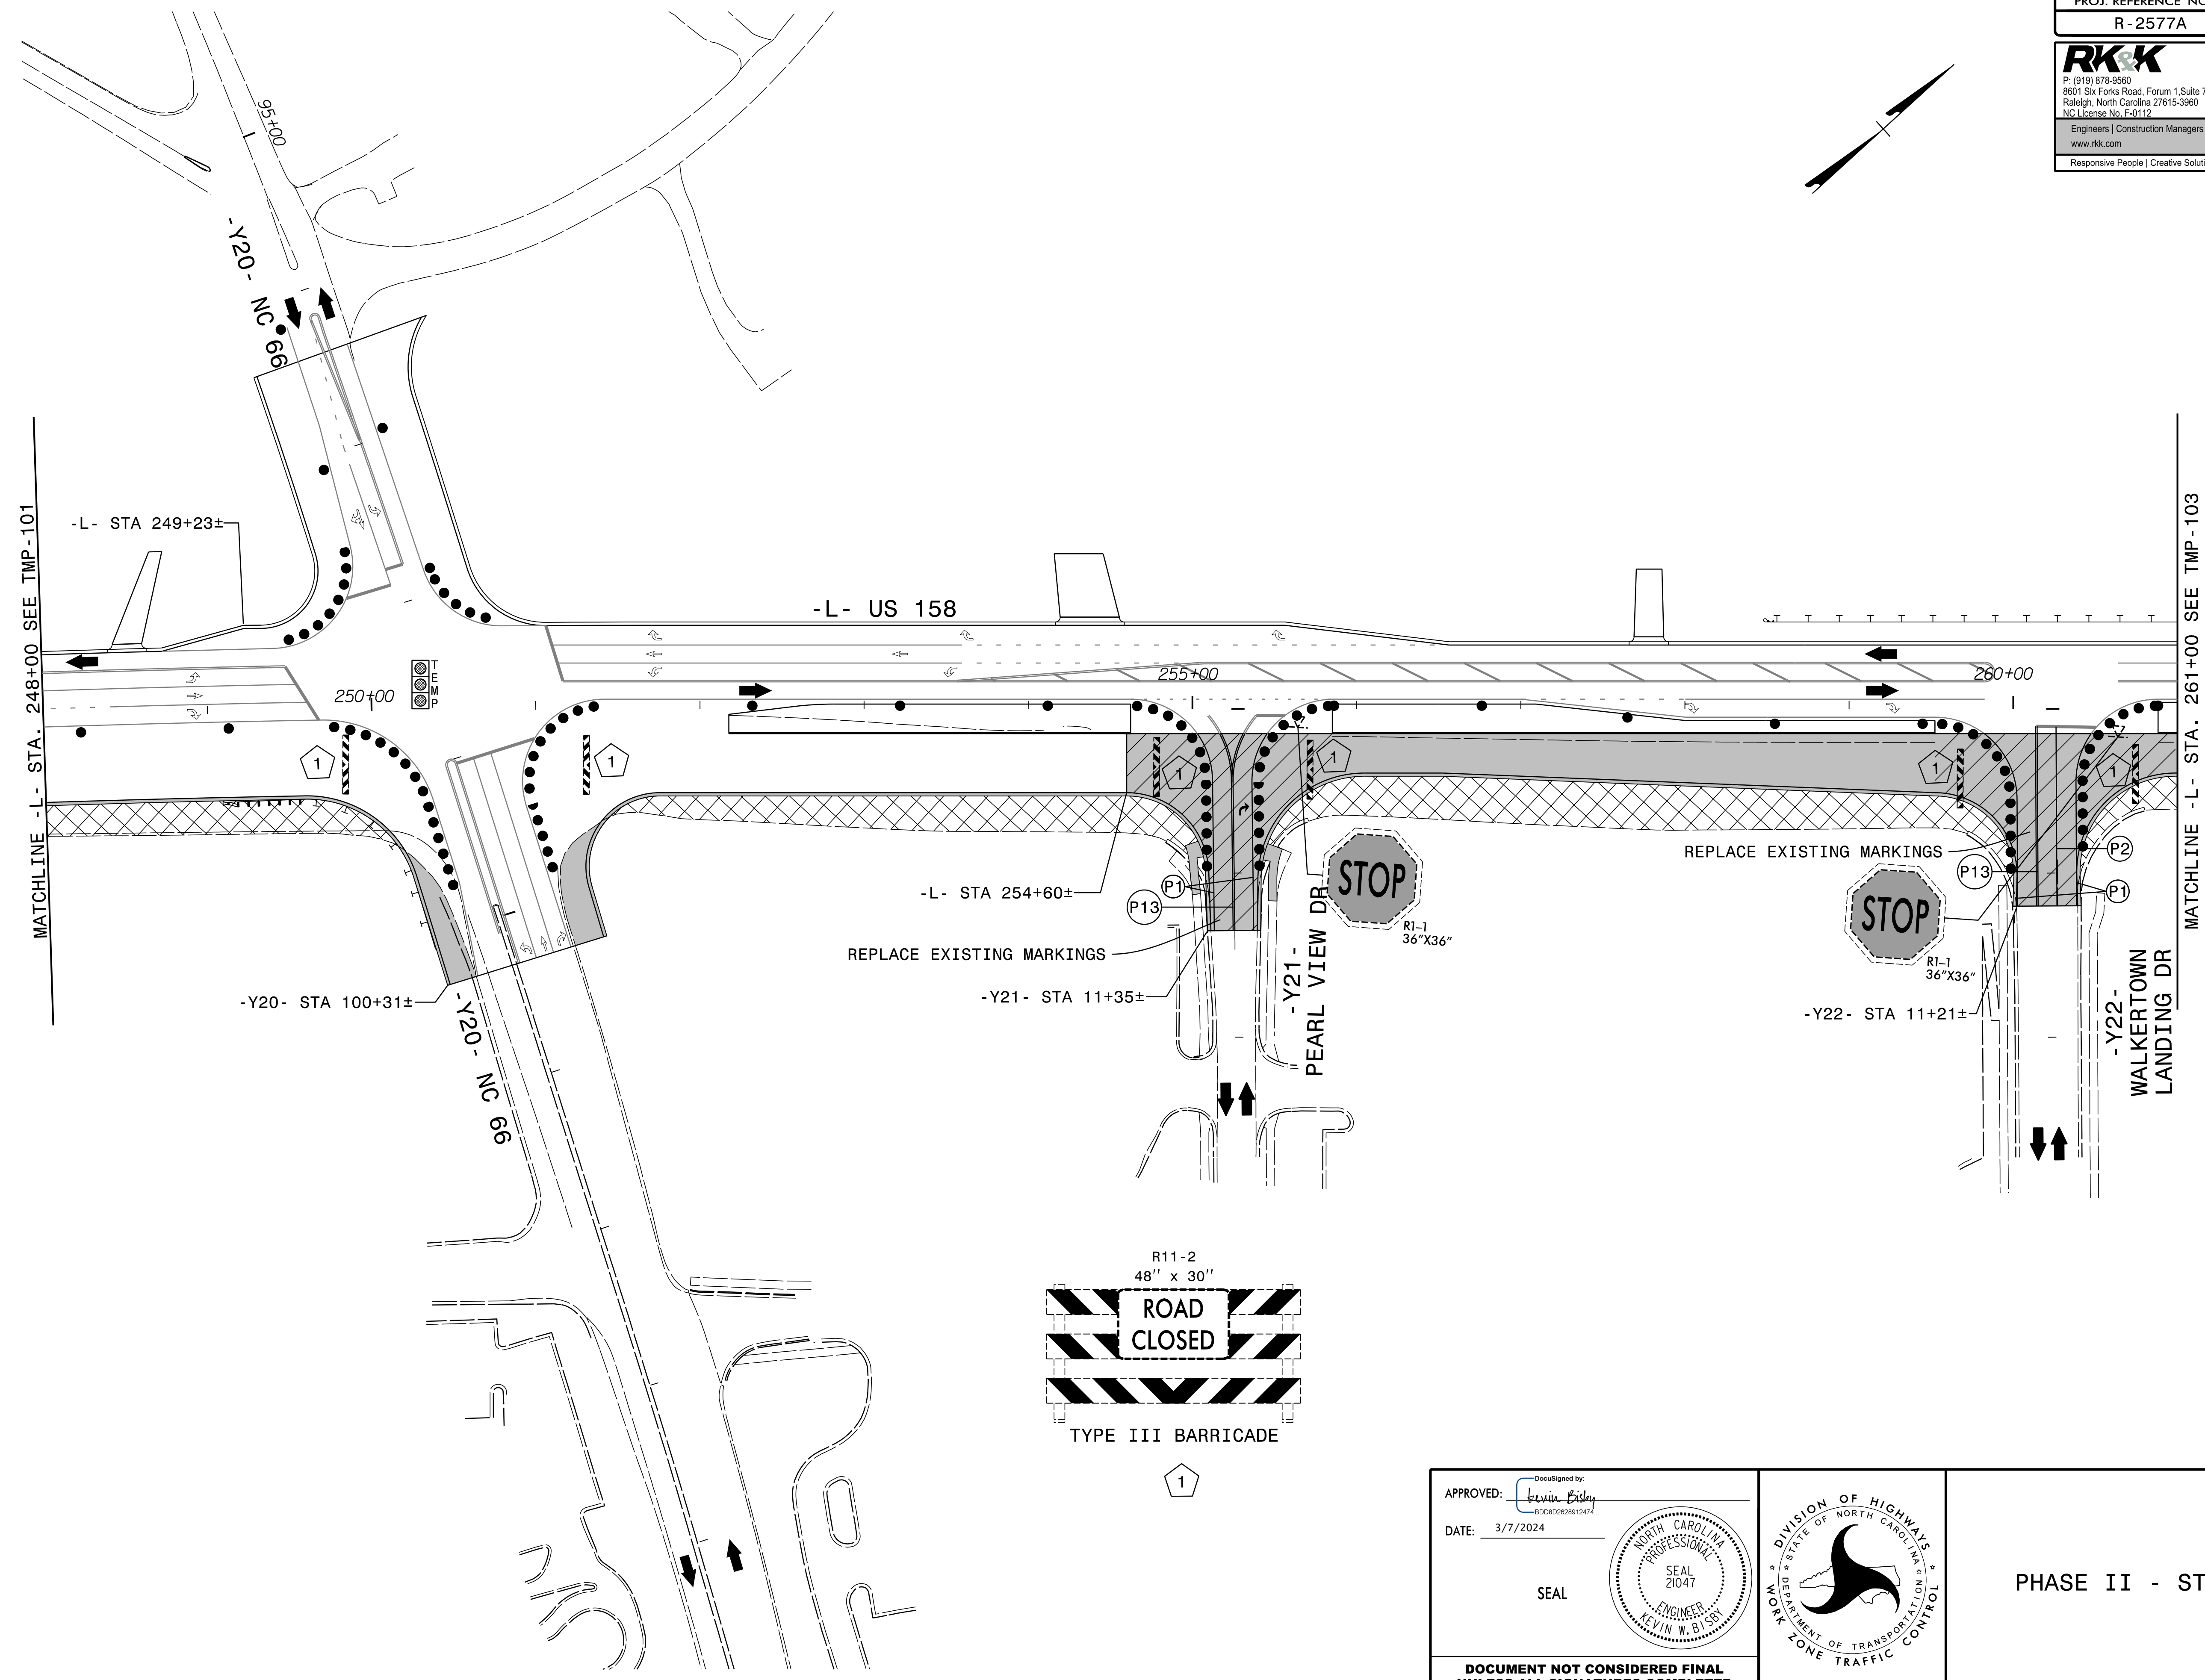 PROJ. REFERENCE NO
R-2577A
RK&K
P: (919) 878-9560
8601 Six Forks Road, Forum 1, Suite 7
Raleigh, North Carolina 27615-3960
NC License No. F-0112
Engineers | Construction Managers
www.rkk.com
Responsive People | Creative Soluti
95+00
-Y20- NC 66
MATCHLINE -L- STA. 248+00 SEE TMP-101
-L- STA 249+23±
-L- US 158
250+00
TEMP
255+00
260+00
MATCHLINE -L- STA. 261+00 SEE TMP-103
1
1
1
1
1
1
REPLACE EXISTING MARKINGS
P2
P13
P1
-L- STA 254+60±
P1
P13
STOP
R1-1
36"X36"
STOP
R1-1
36"X36"
REPLACE EXISTING MARKINGS
-Y20- STA 100+31±
-Y21- STA 11+35±
-Y22- STA 11+21±
-Y20- NC 66
-Y21-
PEARL VIEW DR
-Y22-
WALKERTOWN
LANDING DR
R11-2
48" x 30"
ROAD
CLOSED
TYPE III BARRICADE
1
APPROVED:
DocuSigned by:
Kevin Bisby
BDD8D2628912474...
DATE: 3/7/2024
SEAL
NORTH CAROLINA
PROFESSIONAL
SEAL
21047
ENGINEER
KEVIN W. BISBY
DOCUMENT NOT CONSIDERED FINAL
UNLESS ALL SIGNATURES COMPLETED
DIVISION OF HIGHWAYS
STATE OF NORTH CAROLINA
DEPARTMENT OF TRANSPORTATION
WORK ZONE TRAFFIC CONTROL
PHASE II - ST